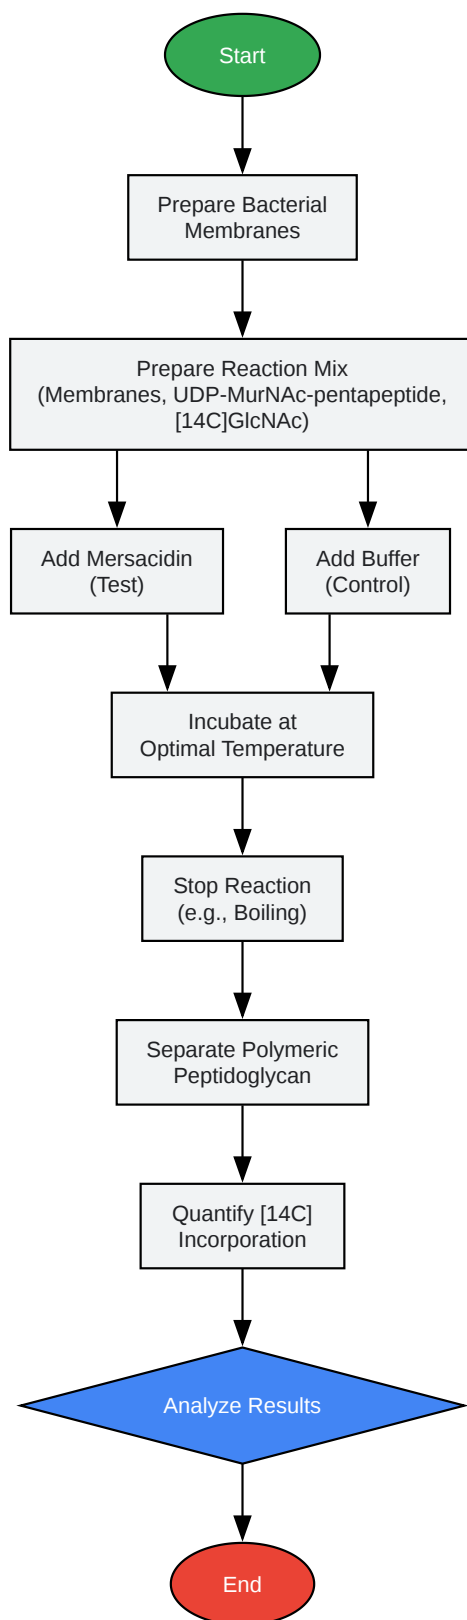 Start
Prepare Bacterial
Membranes
Prepare Reaction Mix
(Membranes, UDP-MurNAc-pentapeptide,
[14C]GlcNAc)
Add Mersacidin
(Test)
Add Buffer
(Control)
Incubate at
Optimal Temperature
Stop Reaction
(e.g., Boiling)
Separate Polymeric
Peptidoglycan
Quantify [14C]
Incorporation
Analyze Results
End